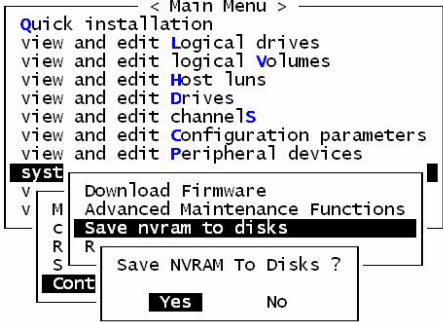 < Main Menu >
Quick installation
view and edit Logical drives
view and edit logical Volumes
view and edit Host luns
view and edit Drives
view and edit channelS
view and edit Configuration parameters
view and edit Peripheral devices
syst
v
Download Firmware
v M Advanced Maintenance Functions
c Save nvram to disks
R R
S Save NVRAM To Disks ?
Cont
Yes No